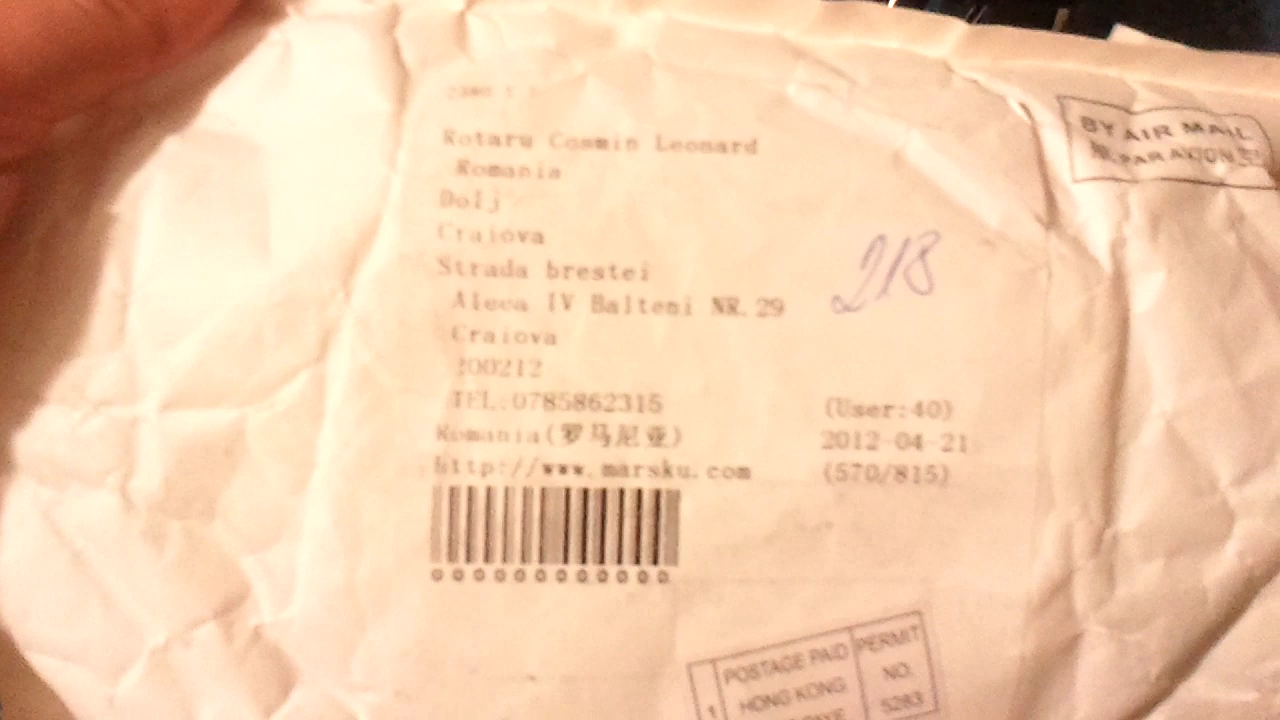 Rotaru Cosmin Leonard
Romania
Dolj
Craiova
Strada brestei
Aleea IV Balteni NR.29
Craiova
200212
TEL:0785862315 (User:40)
Romania(罗马尼亚) 2012-04-21
http://www.marsku.com (570/815)
000000000000
218
BY AIR MAIL
PAR AVION
POSTAGE PAID
HONG KONG
1
PERMIT
NO.
5283